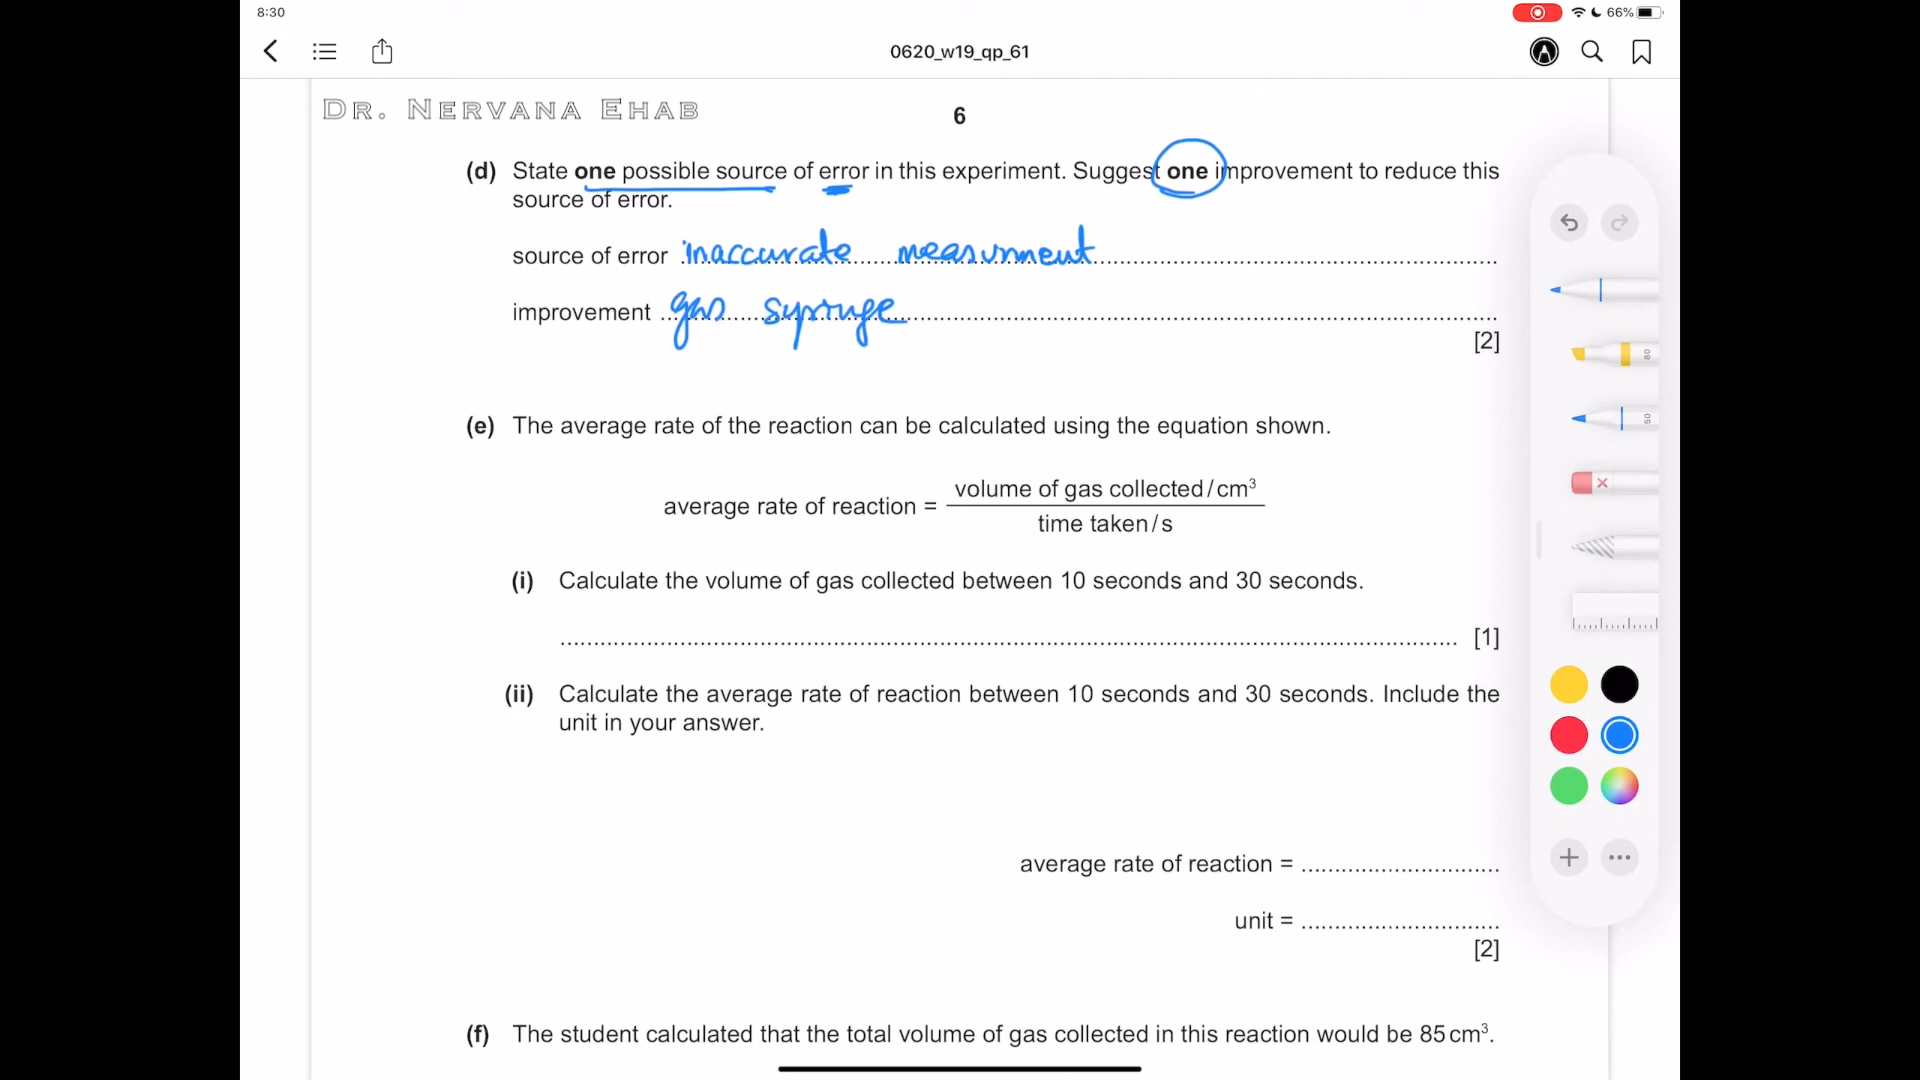 8:30
66%
0620_w19_qp_61
DR. NERVANA EHAB
6
(d) State one possible source of error in this experiment. Suggest one improvement to reduce this
source of error.
source of error inaccurate measurment
improvement gas syringe
[2]
(e) The average rate of the reaction can be calculated using the equation shown.
average rate of reaction = volume of gas collected/cm³
time taken/s
(i) Calculate the volume of gas collected between 10 seconds and 30 seconds.
[1]
(ii) Calculate the average rate of reaction between 10 seconds and 30 seconds. Include the
unit in your answer.
average rate of reaction =
unit =
[2]
(f) The student calculated that the total volume of gas collected in this reaction would be 85 cm³.
80
50